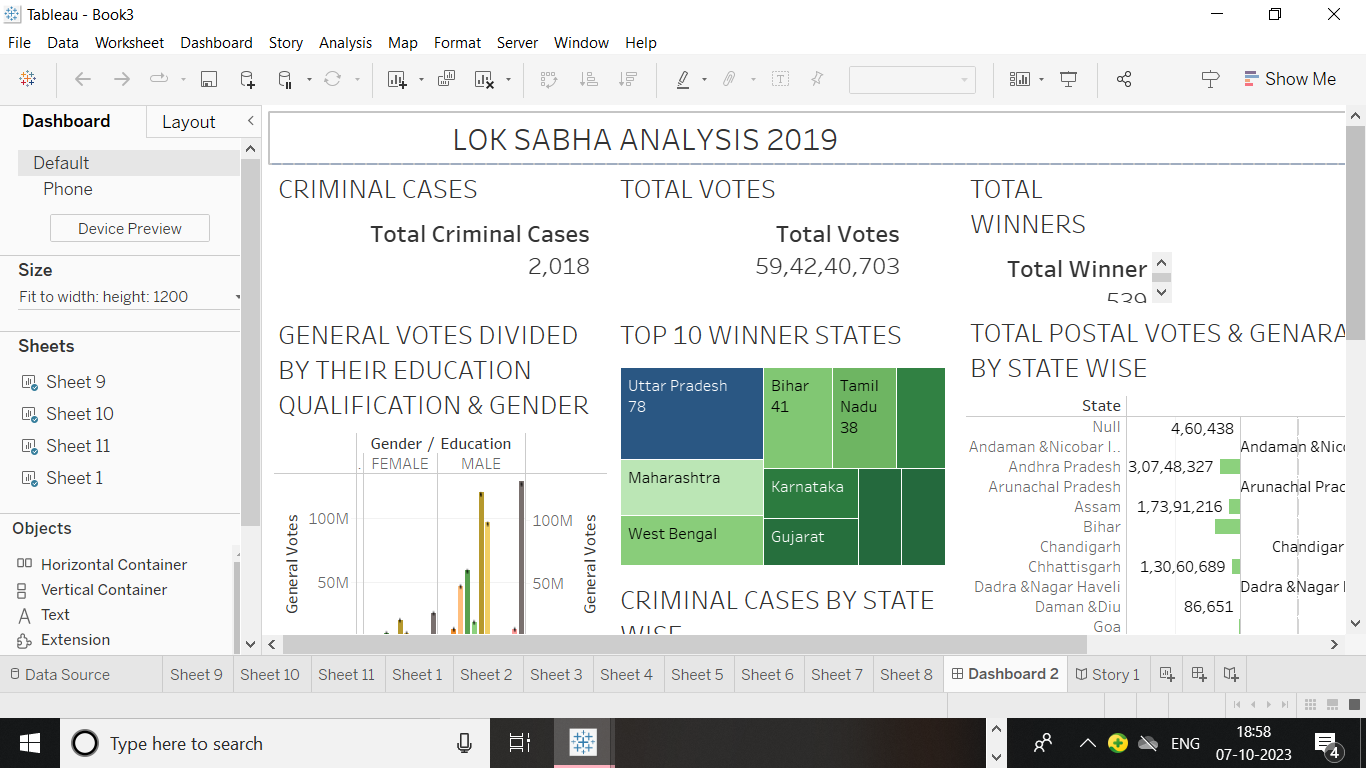 Tableau - Book3
File Data Worksheet Dashboard Story Analysis Map Format Server Window Help
Show Me
Dashboard
Layout
Default
Phone
Device Preview
Size
Fit to width: height: 1200
Sheets
Sheet 9
Sheet 10
Sheet 11
Sheet 1
Objects
Horizontal Container
Vertical Container
Text
Extension
LOK SABHA ANALYSIS 2019
CRIMINAL CASES
Total Criminal Cases
2,018
TOTAL VOTES
Total Votes
59,42,40,703
TOTAL
WINNERS
Total Winner
539
GENERAL VOTES DIVIDED
BY THEIR EDUCATION
QUALIFICATION & GENDER
Gender / Education
. FEMALE MALE
General Votes
100M
50M
100M
50M
General Votes
TOP 10 WINNER STATES
Uttar Pradesh
78
Bihar
41
Tamil
Nadu
38
Maharashtra
West Bengal
Karnataka
Gujarat
CRIMINAL CASES BY STATE
WISE
TOTAL POSTAL VOTES & GENARA
BY STATE WISE
State
Null 4,60,438
Andaman &Nicobar I.. Andaman &Nico
Andhra Pradesh 3,07,48,327
Arunachal Pradesh Arunachal Prad
Assam 1,73,91,216
Bihar
Chandigarh Chandigar
Chhattisgarh 1,30,60,689
Dadra &Nagar Haveli Dadra &Nagar H
Daman &Diu 86,651
Goa
Data Source Sheet 9 Sheet 10 Sheet 11 Sheet 1 Sheet 2 Sheet 3 Sheet 4 Sheet 5 Sheet 6 Sheet 7 Sheet 8 Dashboard 2 Story 1
Type here to search
ENG
18:58
07-10-2023
4